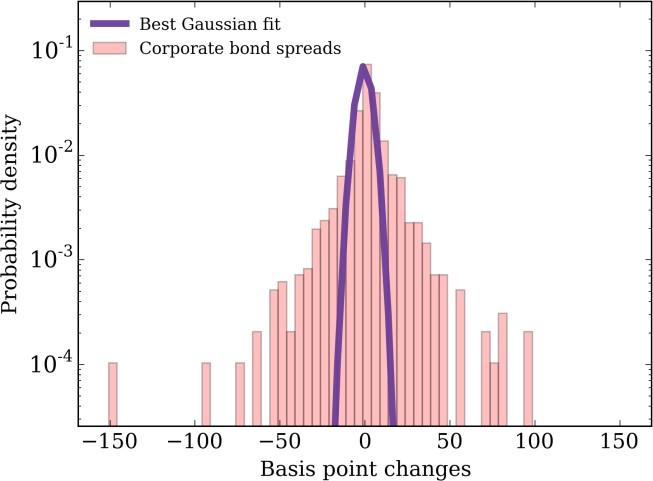 Best Gaussian fit
Corporate bond spreads
Probability density
10^-1
10^-2
10^-3
10^-4
−150 −100 −50 0 50 100 150
Basis point changes